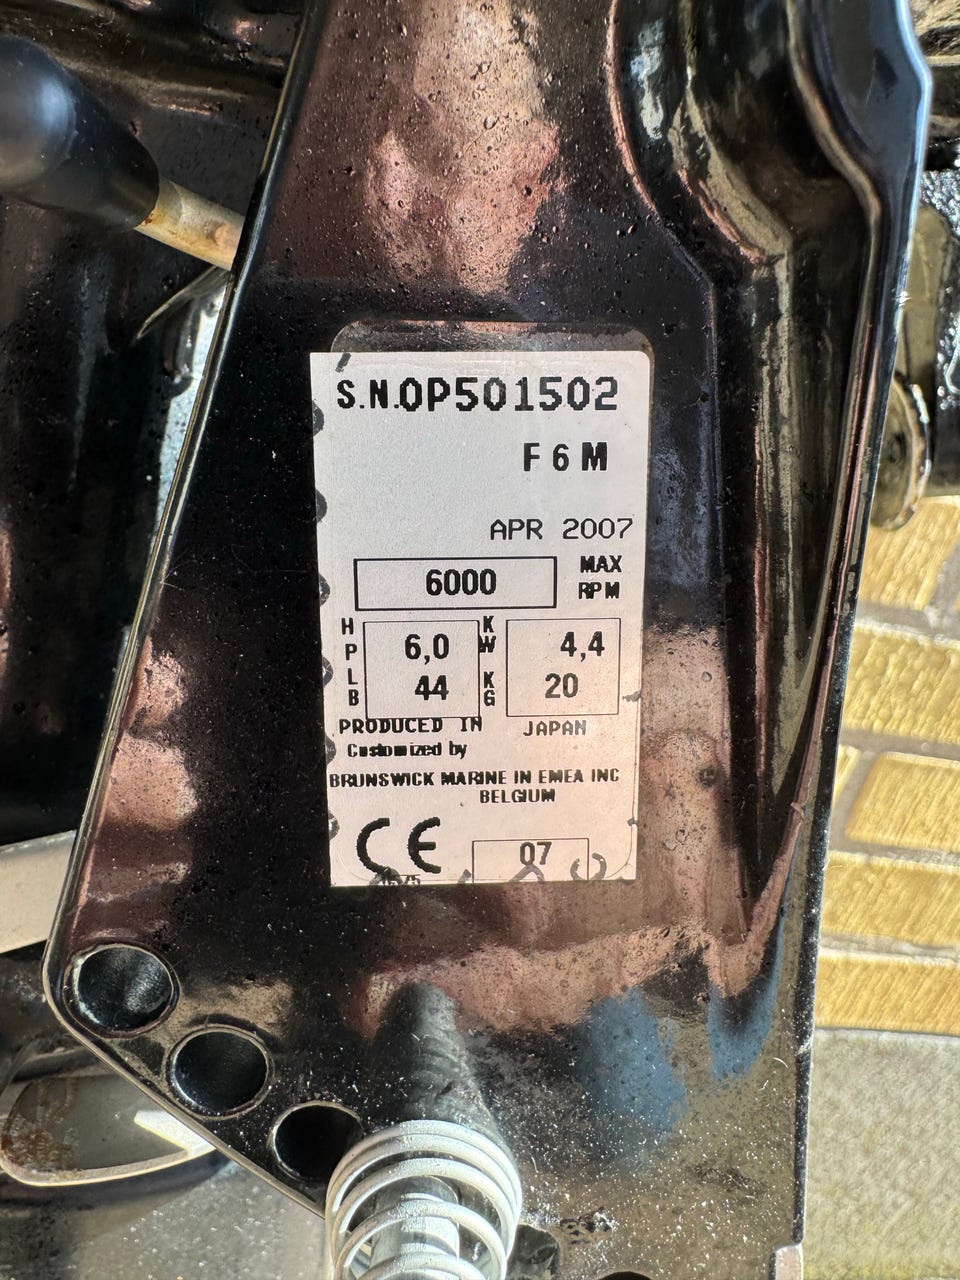 S.N.0P501502
F 6 M
APR 2007
6000 MAX RPM
HP 6,0 KW 4,4
LB 44 KG 20
PRODUCED IN JAPAN
Customized by
BRUNSWICK MARINE IN EMEA INC
BELGIUM
CE 07